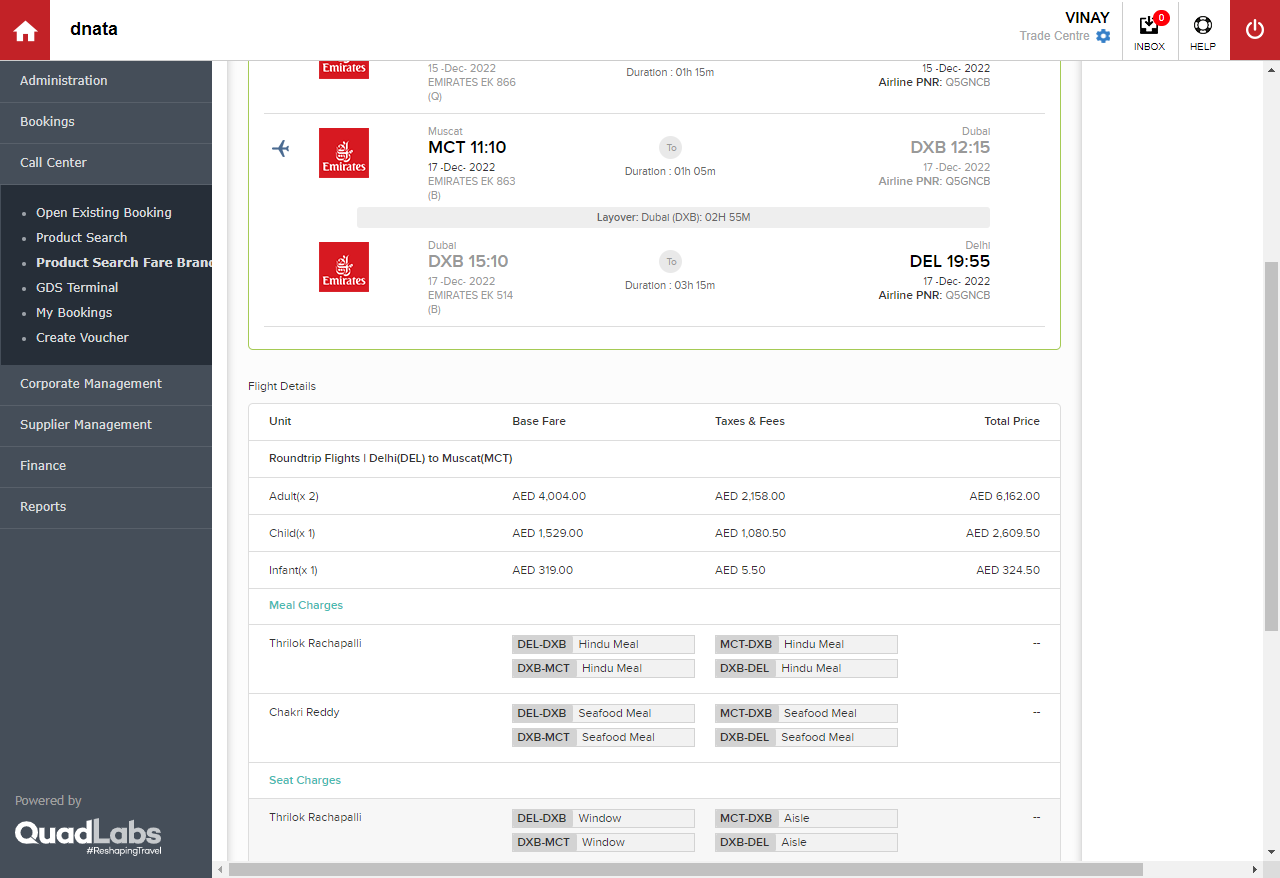 dnata
VINAY
Trade Centre
0
INBOX
HELP
Administration
Bookings
Call Center
Open Existing Booking
Product Search
Product Search Fare Brand
GDS Terminal
My Bookings
Create Voucher
Corporate Management
Supplier Management
Finance
Reports
Powered by
QuadLabs
#ReshapingTravel
Emirates
15 -Dec- 2022
EMIRATES EK 866
(Q)
Duration : 01h 15m
15 -Dec- 2022
Airline PNR: Q5GNCB
Emirates
Muscat
MCT 11:10
17 -Dec- 2022
EMIRATES EK 863
(B)
To
Duration : 01h 05m
Dubai
DXB 12:15
17 -Dec- 2022
Airline PNR: Q5GNCB
Layover: Dubai (DXB): 02H 55M
Emirates
Dubai
DXB 15:10
17 -Dec- 2022
EMIRATES EK 514
(B)
To
Duration : 03h 15m
Delhi
DEL 19:55
17 -Dec- 2022
Airline PNR: Q5GNCB
Flight Details
Unit Base Fare Taxes & Fees Total Price
Roundtrip Flights | Delhi(DEL) to Muscat(MCT)
Adult(x 2) AED 4,004.00 AED 2,158.00 AED 6,162.00
Child(x 1) AED 1,529.00 AED 1,080.50 AED 2,609.50
Infant(x 1) AED 319.00 AED 5.50 AED 324.50
Meal Charges
Thrilok Rachapalli DEL-DXB Hindu Meal MCT-DXB Hindu Meal --
DXB-MCT Hindu Meal DXB-DEL Hindu Meal
Chakri Reddy DEL-DXB Seafood Meal MCT-DXB Seafood Meal --
DXB-MCT Seafood Meal DXB-DEL Seafood Meal
Seat Charges
Thrilok Rachapalli DEL-DXB Window MCT-DXB Aisle --
DXB-MCT Window DXB-DEL Aisle